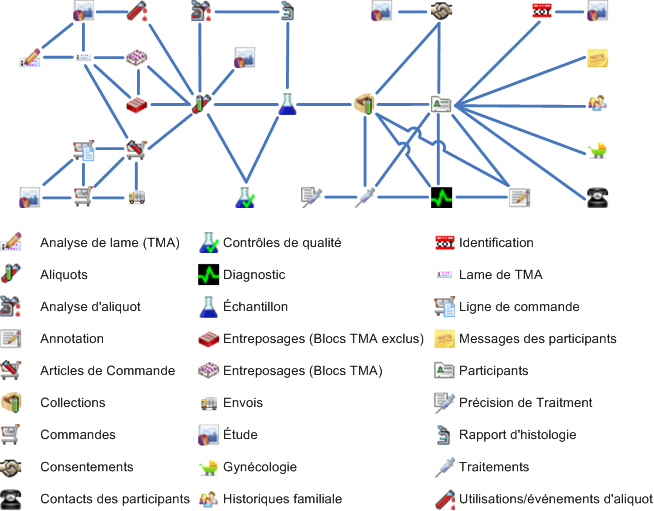 Analyse de lame (TMA)
Contrôles de qualité
Identification
Aliquots
Diagnostic
Lame de TMA
Analyse d'aliquot
Échantillon
Ligne de commande
Annotation
Entreposages (Blocs TMA exclus)
Messages des participants
Articles de Commande
Entreposages (Blocs TMA)
Participants
Collections
Envois
Précision de Traitement
Commandes
Étude
Rapport d'histologie
Consentements
Gynécologie
Traitements
Contacts des participants
Historiques familiale
Utilisations/événements d'aliquot